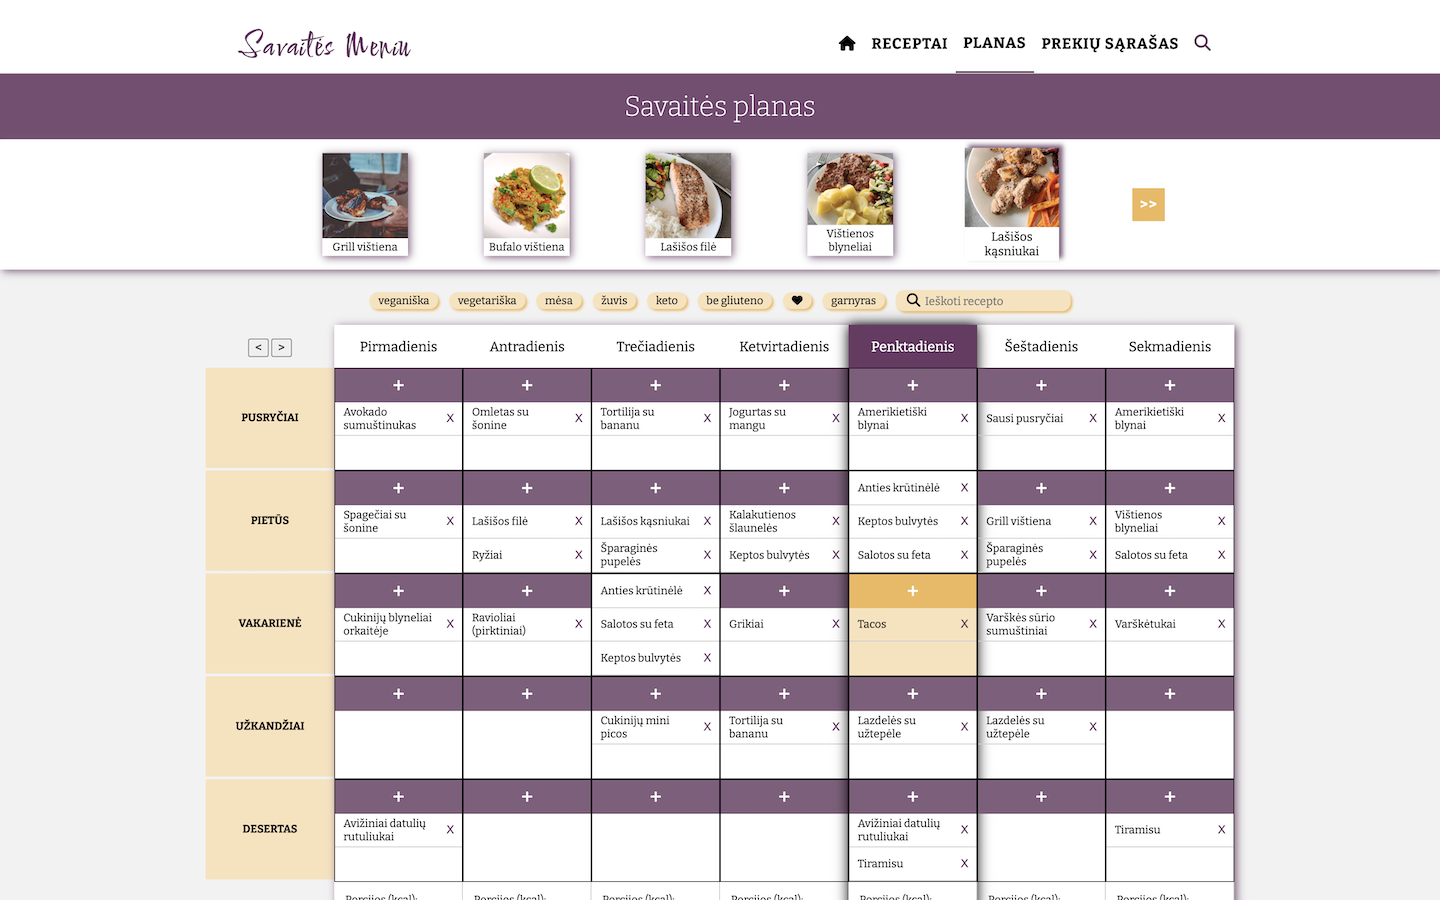 Savaitės Meniu
RECEPTAI PLANAS PREKIŲ SĄRAŠAS
Savaitės planas
Grill vištiena
Bufalo vištiena
Lašišos filė
Vištienos
blyneliai
Lašišos
kąsniukai
>>
veganiška vegetariška mėsa žuvis keto be gliuteno garnyras Ieškoti recepto
< >
Pirmadienis Antradienis Trečiadienis Ketvirtadienis Penktadienis Šeštadienis Sekmadienis
PUSRYČIAI
+ + + + + + +
Avokado
sumuštinukas X
Omletas su
šonine X
Tortilija su
bananu X
Jogurtas su
mangu X
Amerikietiški
blynai X
Sausi pusryčiai X
Amerikietiški
blynai X
PIETŪS
+ + + + Anties krūtinėlė X + +
Spagečiai su
šonine X
Lašišos filė X
Lašišos kąsniukai X
Kalakutienos
šlaunelės X
Keptos bulvytės X
Grill vištiena X
Vištienos
blyneliai X
Ryžiai X
Šparaginės
pupelės X
Keptos bulvytės X
Salotos su feta X
Šparaginės
pupelės X
Salotos su feta X
VAKARIENĖ
+ + Anties krūtinėlė X + + + +
Cukinijų blyneliai
orkaitėje X
Ravioliai
(pirktiniai) X
Salotos su feta X
Grikiai X
Tacos X
Varškės sūrio
sumuštiniai X
Varškėtukai X
Keptos bulvytės X
UŽKANDŽIAI
+ + + + + + +
Cukinijų mini
picos X
Tortilija su
bananu X
Lazdelės su
užtepėle X
Lazdelės su
užtepėle X
DESERTAS
+ + + + + + +
Avižiniai datulių
rutuliukai X
Avižiniai datulių
rutuliukai X
Tiramisu X
Tiramisu X
Porcijos (kcal): Porcijos (kcal): Porcijos (kcal): Porcijos (kcal): Porcijos (kcal): Porcijos (kcal): Porcijos (kcal):